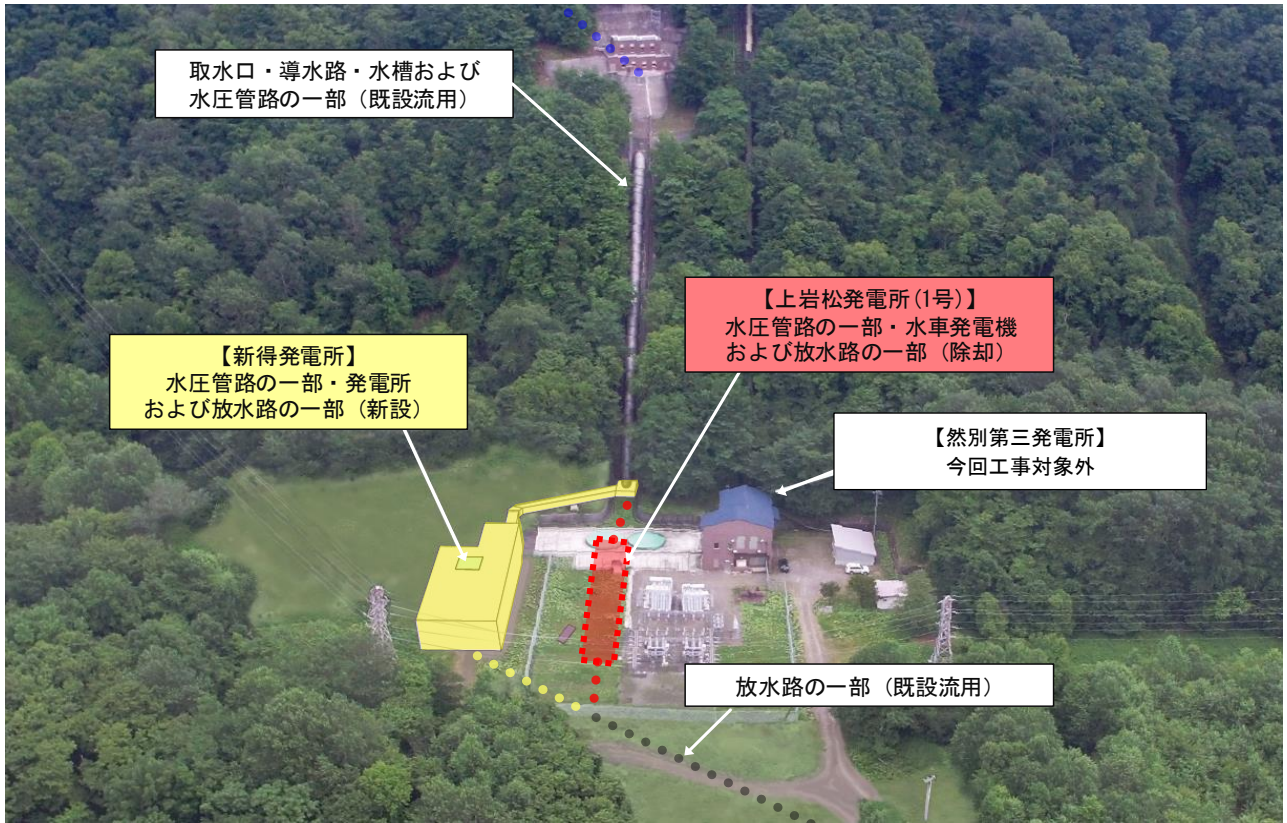 取水口・導水路・水槽および
水圧管路の一部（既設流用）
【上岩松発電所(1号)】
水圧管路の一部・水車発電機
および放水路の一部（除却）
【新得発電所】
水圧管路の一部・発電所
および放水路の一部（新設）
【然別第三発電所】
今回工事対象外
放水路の一部（既設流用）